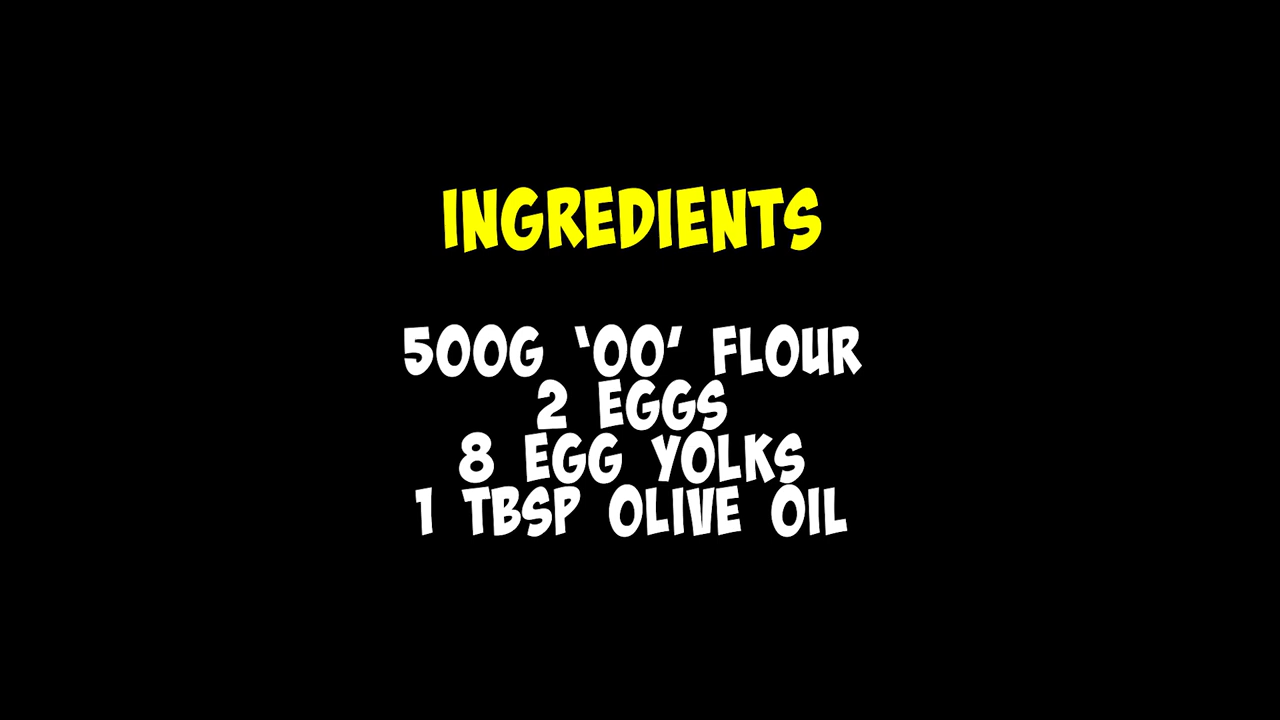 INGREDIENTS
500G '00' FLOUR
2 EGGS
8 EGG YOLKS
1 TBSP OLIVE OIL